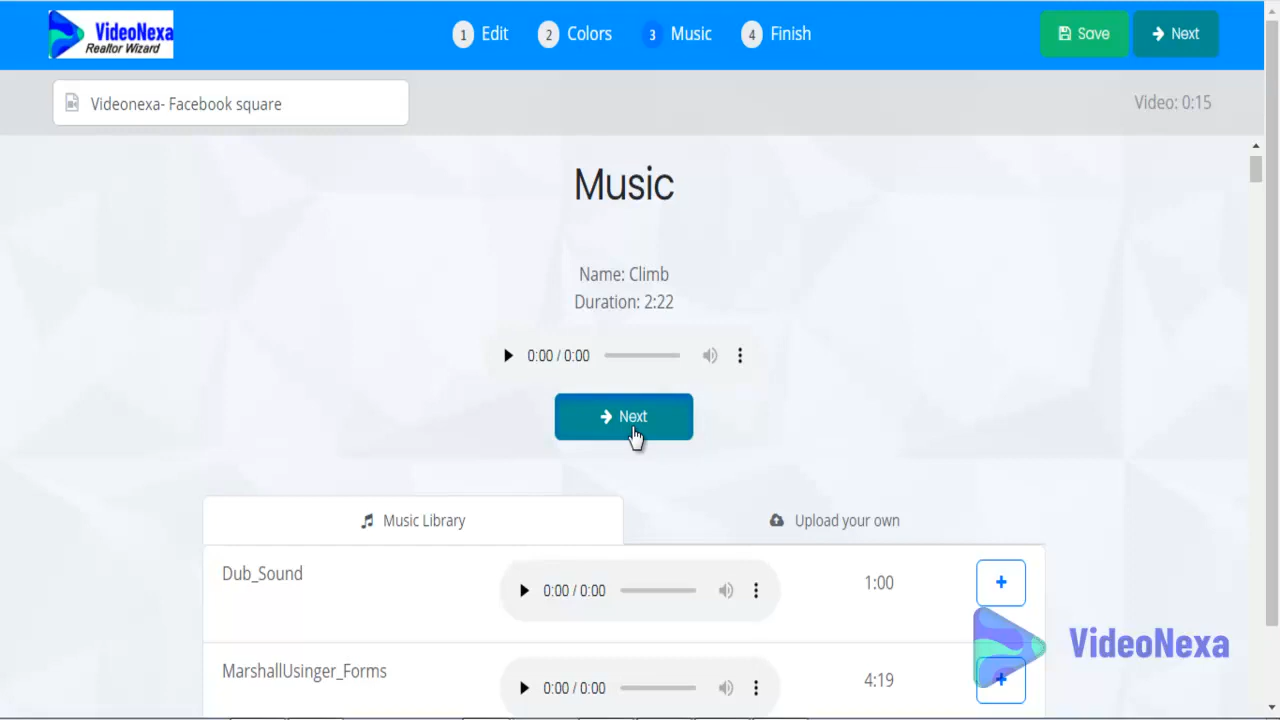 VideoNexa
Realtor Wizard
1 Edit
2 Colors
3 Music
4 Finish
Save
Next
Videonexa- Facebook square
Video: 0:15
Music
Name: Climb
Duration: 2:22
0:00 / 0:00
Next
Music Library
Upload your own
Dub_Sound
0:00 / 0:00
1:00
+
VideoNexa
MarshallUsinger_Forms
0:00 / 0:00
4:19
+